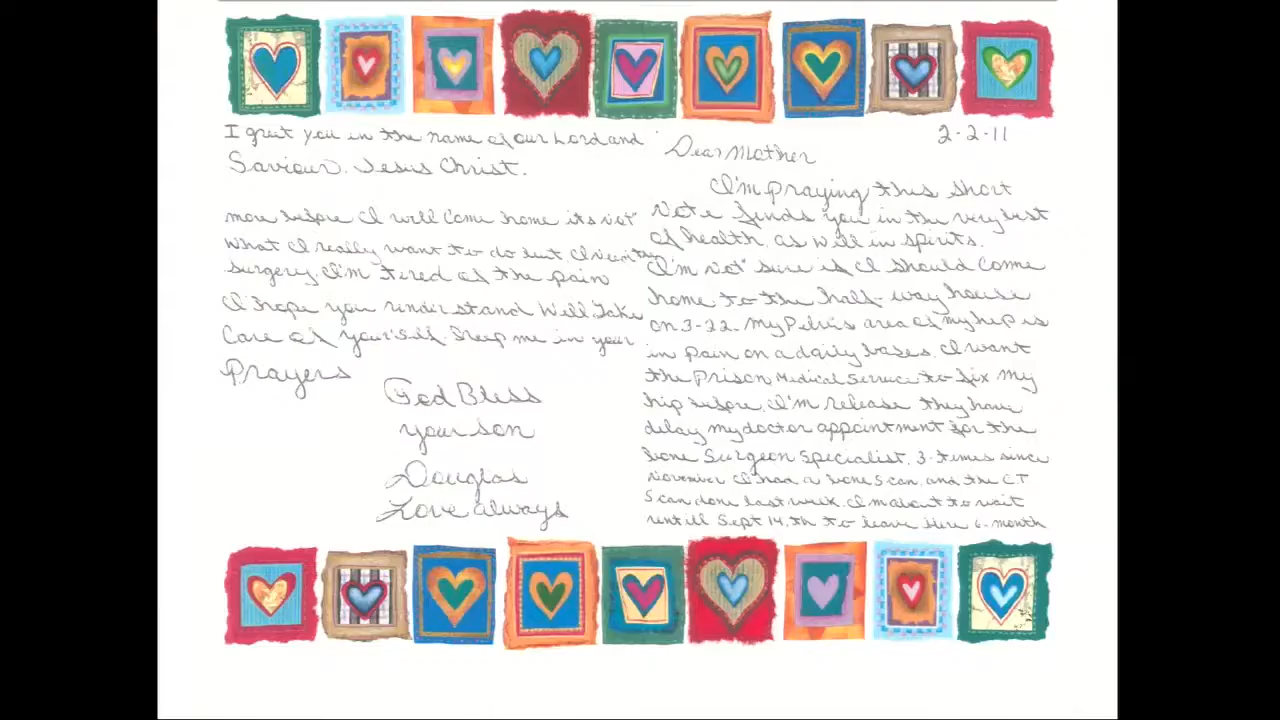 I greet you in the name of our Lord and
Saviour. Jesus Christ.
more before I will come home its not
what I really want to do but I need the
surgery, I'm tired of the pain
I hope you understand Well Take
Care of your self. Keep me in your
Prayers
God Bless
your son
Douglas
Love always
2-2-11
Dear Mother
I'm praying this short
Note finds you in the very best
of health, as well in spirits.
I'm not sure if I should come
home to the half-way house
on 3-22. My Pelvis area of my hip is
in pain on a daily bases. I want
the Prison Medical Service to fix my
hip before, I'm release they have
delay my doctor appointment for the
bone Surgeon Specialist, 3-times since
November I had a bone Scan, and the CT
Scan done last week. I'm about to wait
untill Sept 14,th to leave here 6-month